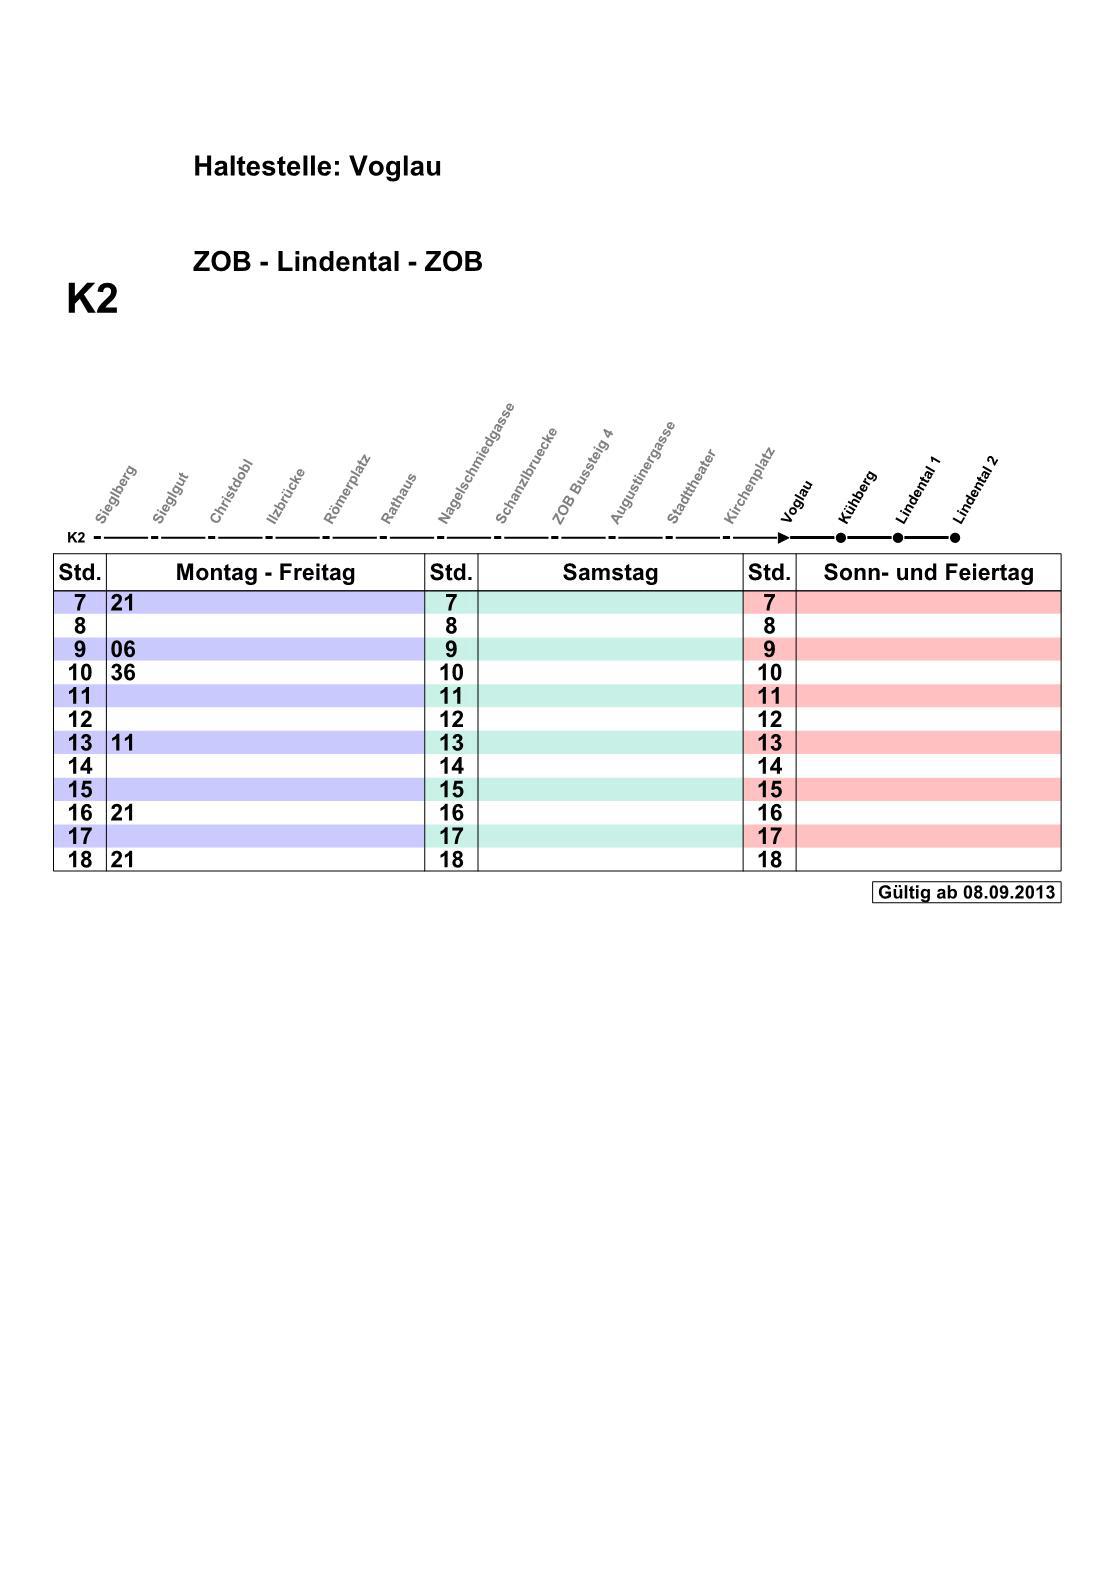 Haltestelle: Voglau
ZOB - Lindental - ZOB
K2
Sieglberg
Sieglgut
Christdobl
Ilzbrücke
Römerplatz
Rathaus
Nagelschmiedgasse
Schanzlbruecke
ZOB Bussteig 4
Augustinergasse
Stadttheater
Kirchenplatz
Voglau
Kühberg
Lindental 1
Lindental 2
K2
Std. Montag - Freitag Std. Samstag Std. Sonn- und Feiertag
7 21 7 7
8 8 8
9 06 9 9
10 36 10 10
11 11 11
12 12 12
13 11 13 13
14 14 14
15 15 15
16 21 16 16
17 17 17
18 21 18 18
Gültig ab 08.09.2013